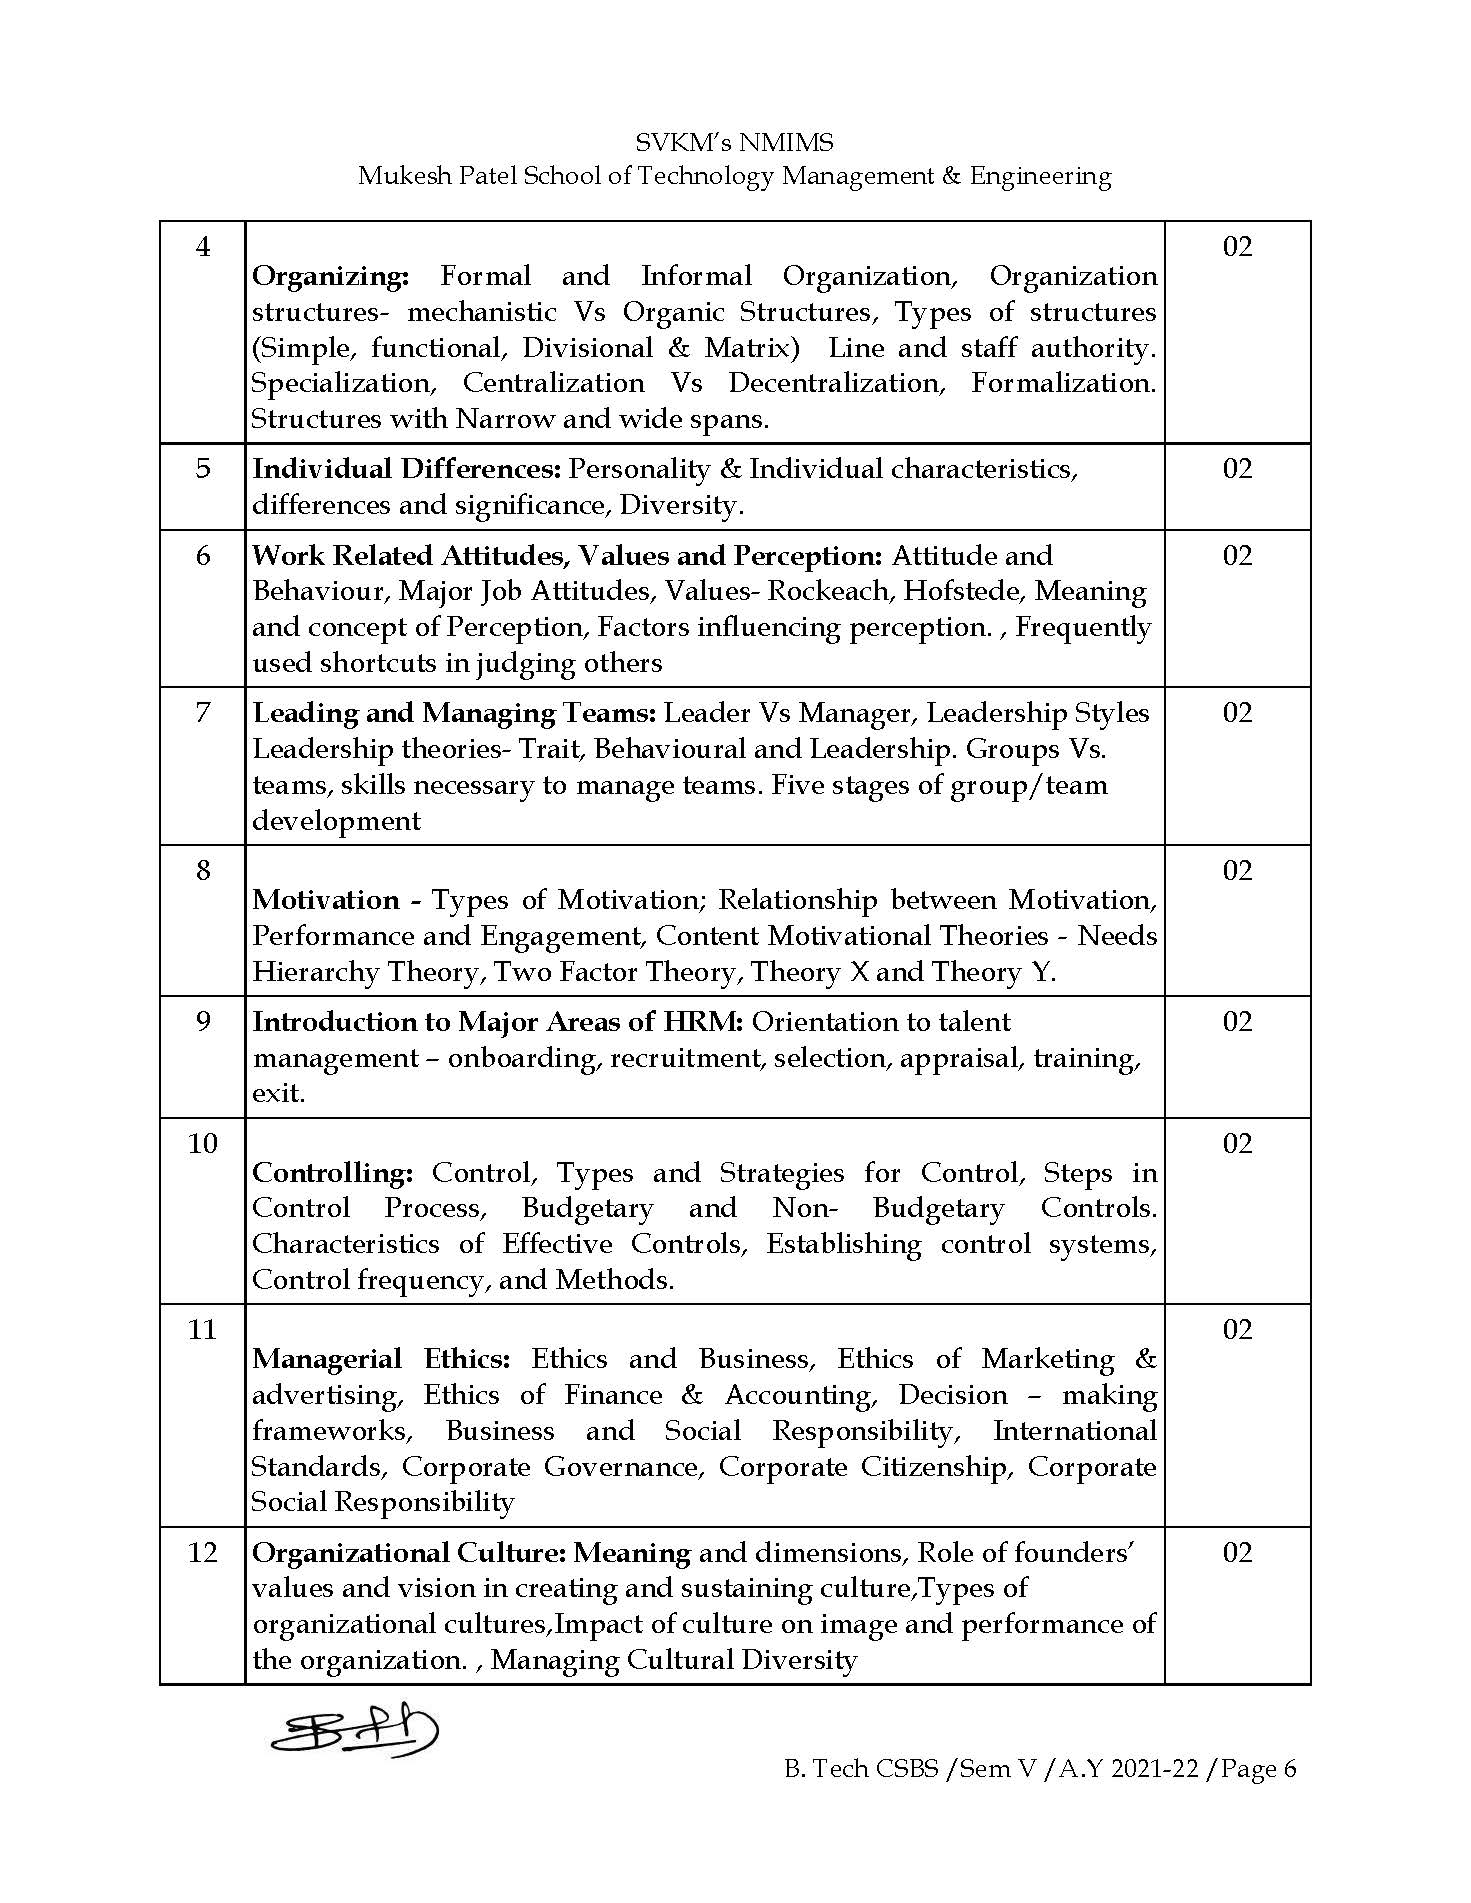 SVKM's NMIMS
Mukesh Patel School of Technology Management & Engineering
4
02
Organizing: Formal and Informal Organization, Organization
structures- mechanistic Vs Organic Structures, Types of structures
(Simple, functional, Divisional & Matrix) Line and staff authority.
Specialization, Centralization Vs Decentralization, Formalization.
Structures with Narrow and wide spans.
5 Individual Differences: Personality & Individual characteristics, 02
differences and significance, Diversity.
6 Work Related Attitudes, Values and Perception: Attitude and 02
Behaviour, Major Job Attitudes, Values- Rockeach, Hofstede, Meaning
and concept of Perception, Factors influencing perception. , Frequently
used shortcuts in judging others
7 Leading and Managing Teams: Leader Vs Manager, Leadership Styles 02
Leadership theories- Trait, Behavioural and Leadership. Groups Vs.
teams, skills necessary to manage teams. Five stages of group/team
development
8
02
Motivation - Types of Motivation; Relationship between Motivation,
Performance and Engagement, Content Motivational Theories - Needs
Hierarchy Theory, Two Factor Theory, Theory X and Theory Y.
9 Introduction to Major Areas of HRM: Orientation to talent 02
management – onboarding, recruitment, selection, appraisal, training,
exit.
10
02
Controlling: Control, Types and Strategies for Control, Steps in
Control Process, Budgetary and Non- Budgetary Controls.
Characteristics of Effective Controls, Establishing control systems,
Control frequency, and Methods.
11
02
Managerial Ethics: Ethics and Business, Ethics of Marketing &
advertising, Ethics of Finance & Accounting, Decision – making
frameworks, Business and Social Responsibility, International
Standards, Corporate Governance, Corporate Citizenship, Corporate
Social Responsibility
12 Organizational Culture: Meaning and dimensions, Role of founders' 02
values and vision in creating and sustaining culture,Types of
organizational cultures,Impact of culture on image and performance of
the organization. , Managing Cultural Diversity
B. Tech CSBS /Sem V /A.Y 2021-22 /Page 6